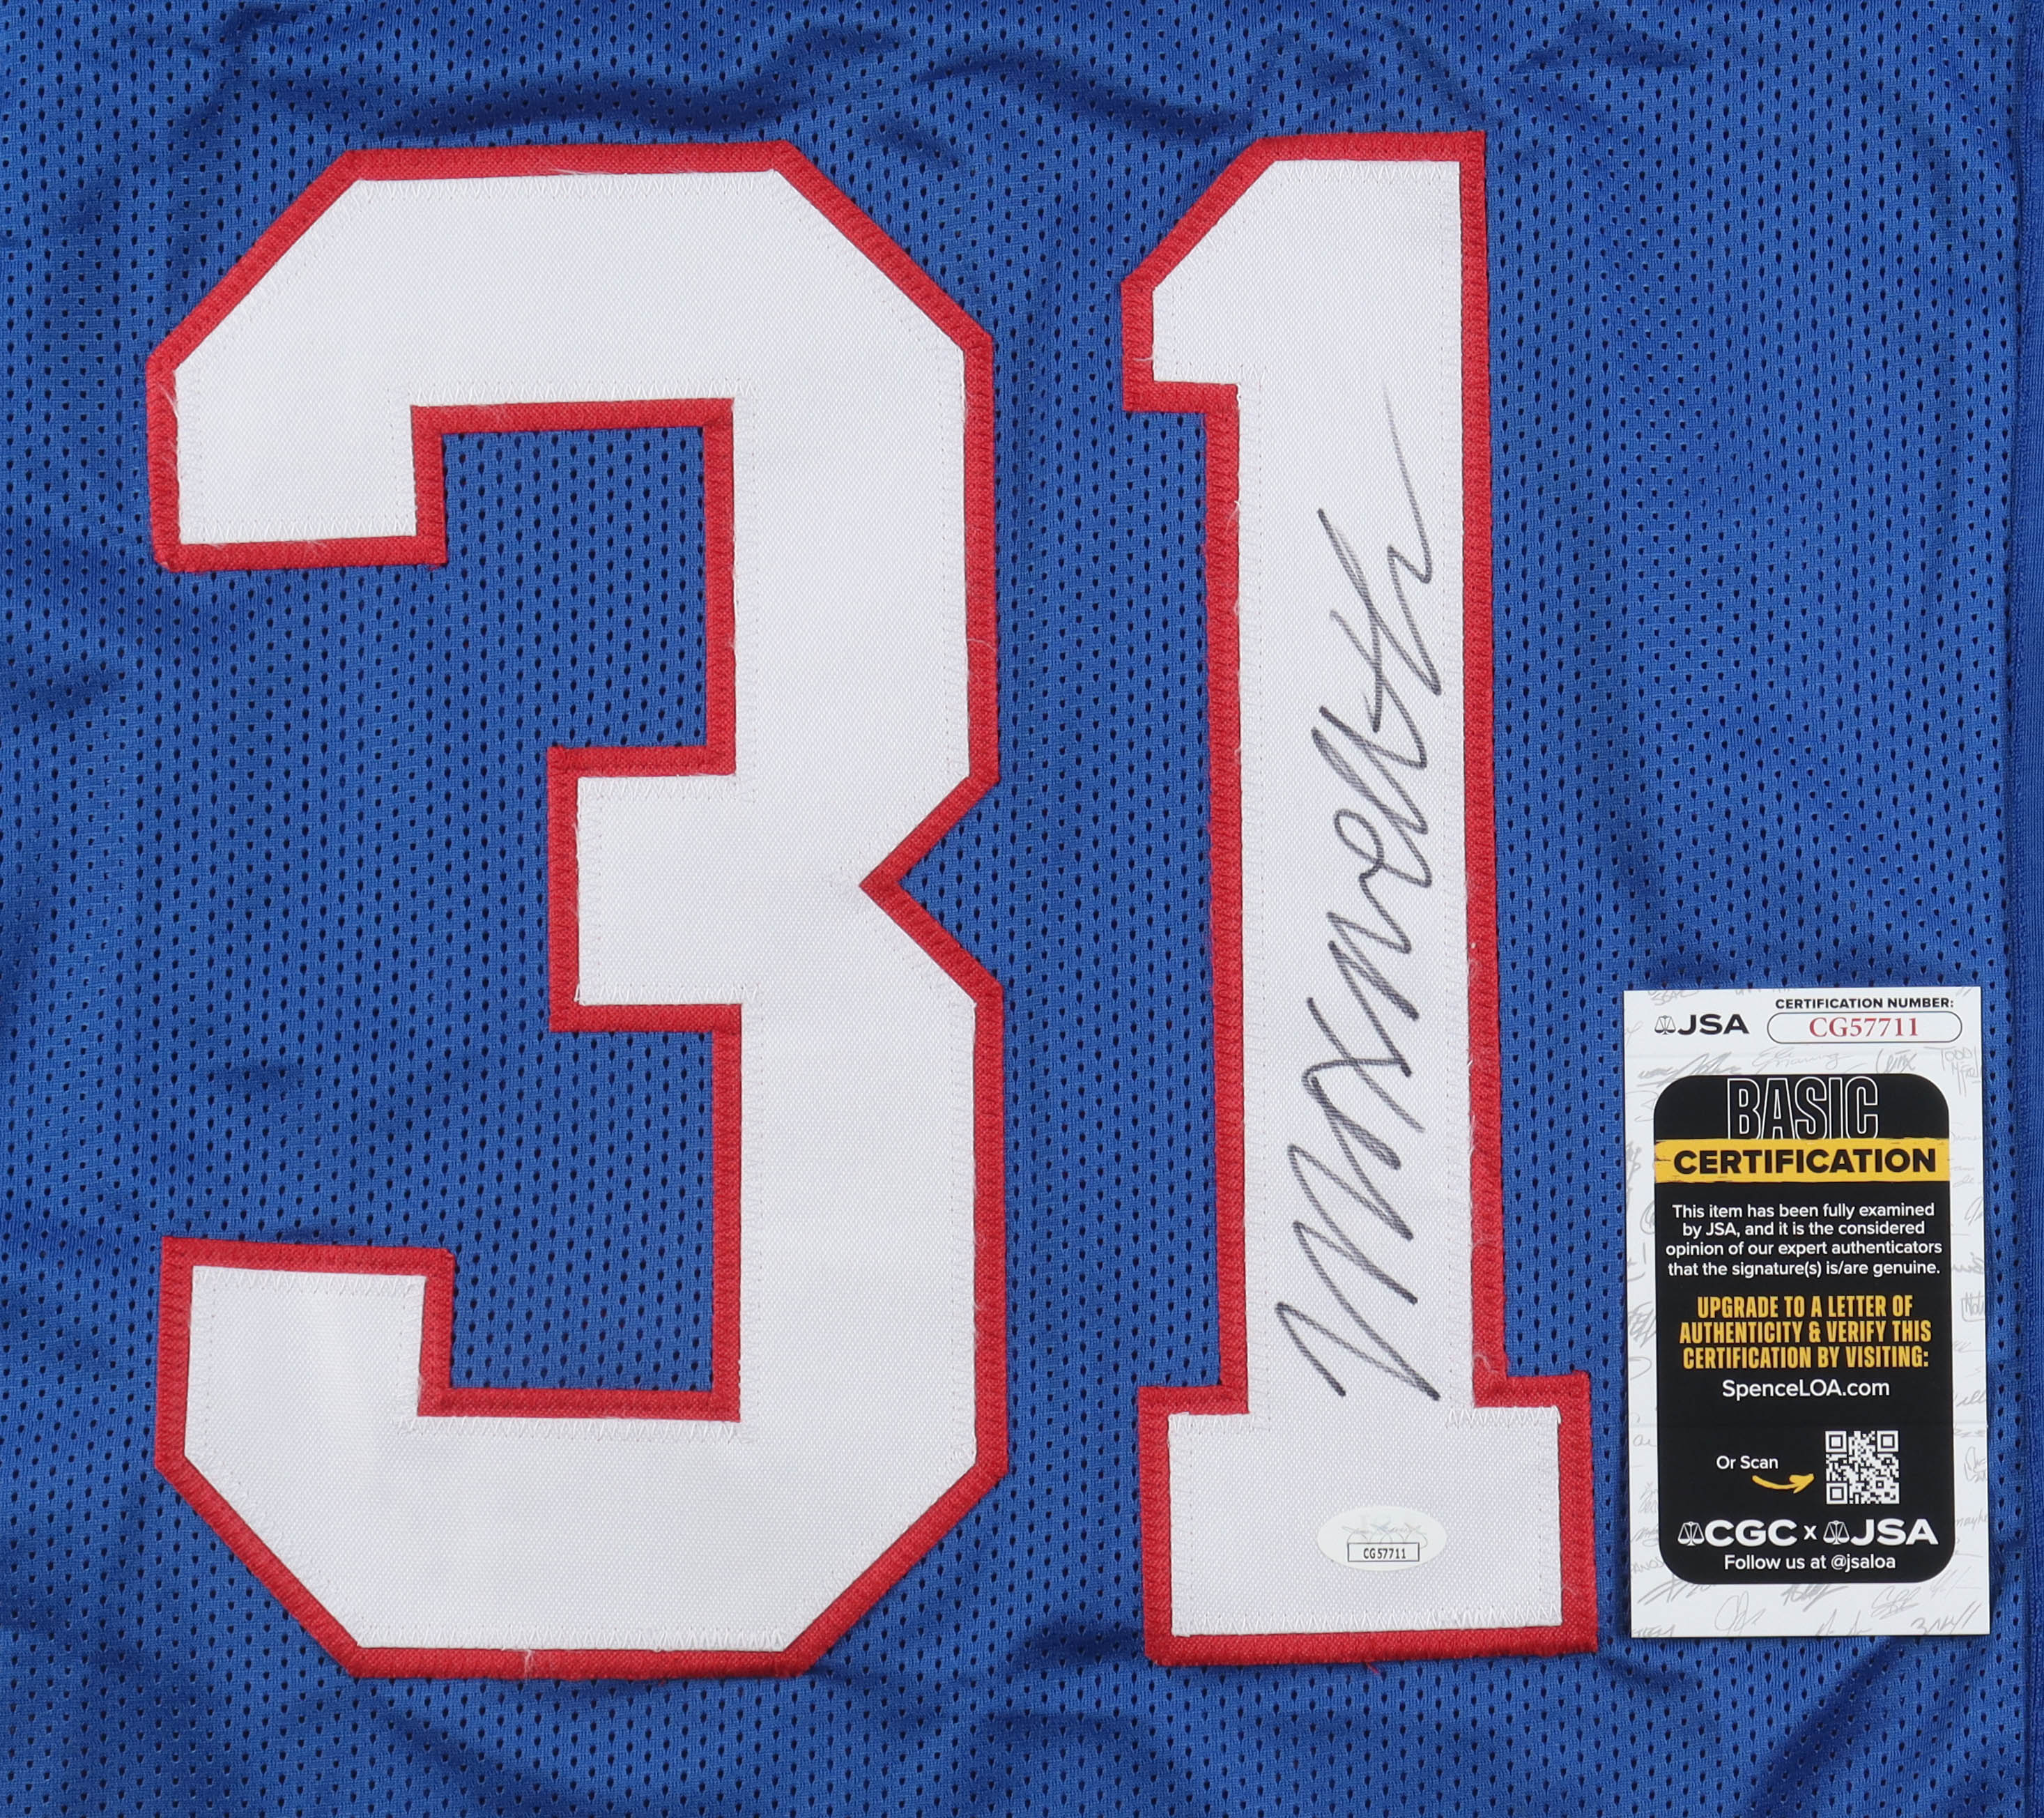 31
Maxwell Hr
CG57711
JSA
CERTIFICATION NUMBER:
CG57711
BASIC
CERTIFICATION
This item has been fully examined
by JSA, and it is the considered
opinion of our expert authenticators
that the signature(s) is/are genuine.
UPGRADE TO A LETTER OF
AUTHENTICITY & VERIFY THIS
CERTIFICATION BY VISITING:
SpenceLOA.com
Or Scan
CGC x JSA
Follow us at @jsaloa